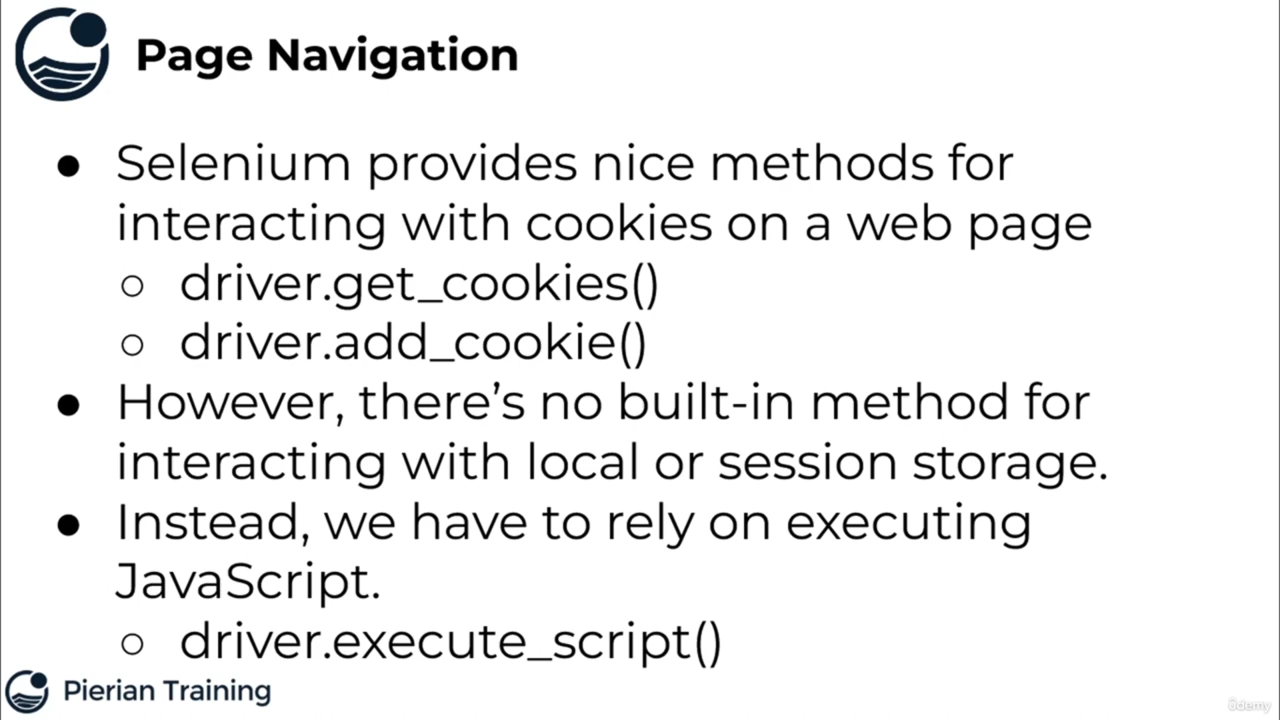 Page Navigation
● Selenium provides nice methods for
interacting with cookies on a web page
○ driver.get_cookies()
○ driver.add_cookie()
● However, there’s no built-in method for
interacting with local or session storage.
● Instead, we have to rely on executing
JavaScript.
○ driver.execute_script()
Pierian Training
ûdemy